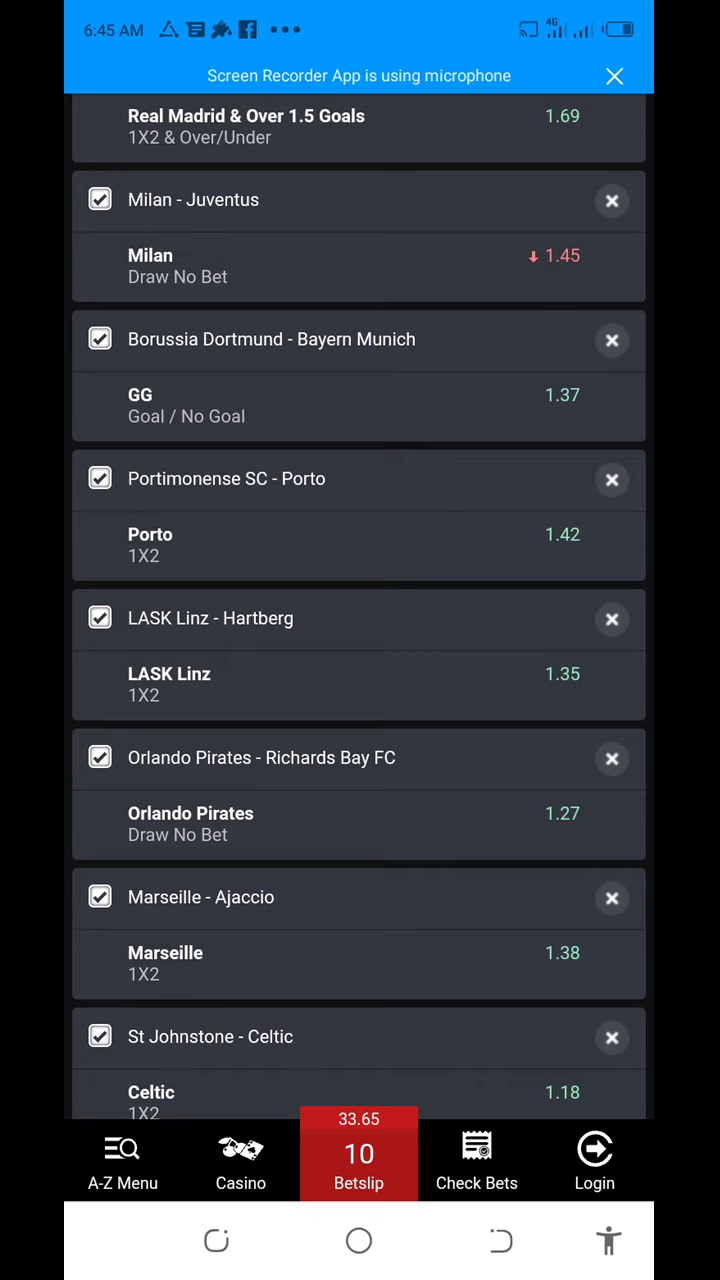 6:45 AM
4G
Screen Recorder App is using microphone
Real Madrid & Over 1.5 Goals 1.69
1X2 & Over/Under
Milan - Juventus
Milan 1.45
Draw No Bet
Borussia Dortmund - Bayern Munich
GG 1.37
Goal / No Goal
Portimonense SC - Porto
Porto 1.42
1X2
LASK Linz - Hartberg
LASK Linz 1.35
1X2
Orlando Pirates - Richards Bay FC
Orlando Pirates 1.27
Draw No Bet
Marseille - Ajaccio
Marseille 1.38
1X2
St Johnstone - Celtic
Celtic 1.18
1X2
33.65
10
A-Z Menu Casino Betslip Check Bets Login